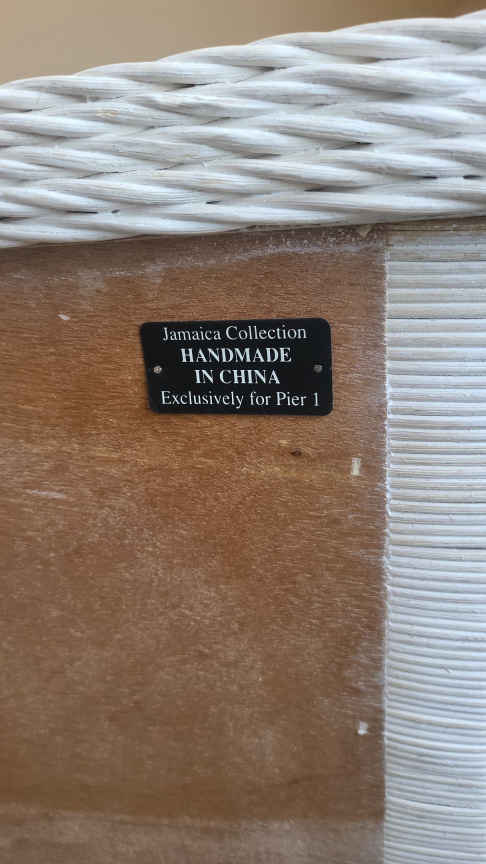 Jamaica Collection
HANDMADE
IN CHINA
Exclusively for Pier 1